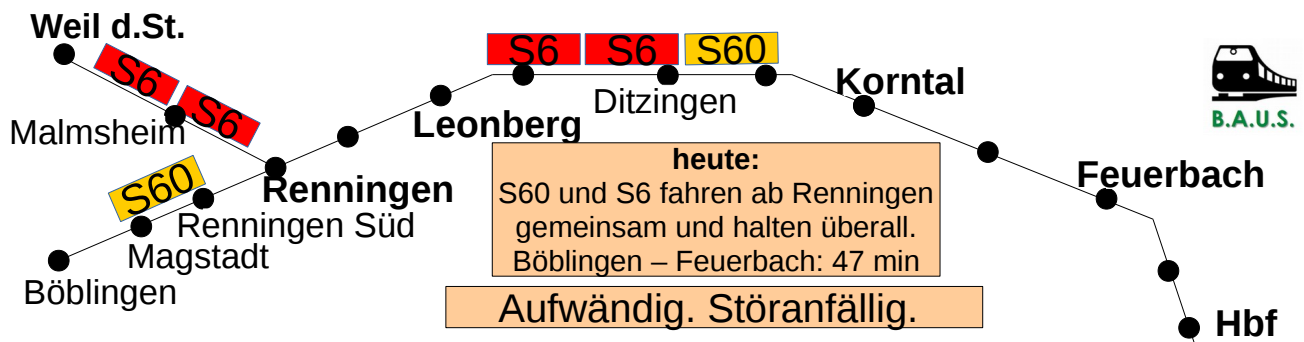 Weil d.St.
S6
S6
S6
S6
S60
Korntal
Ditzingen
Malmsheim
Leonberg
B.A.U.S.
S60
Renningen
Renningen Süd
Magstadt
Böblingen
heute:
S60 und S6 fahren ab Renningen
gemeinsam und halten überall.
Böblingen – Feuerbach: 47 min
Feuerbach
Aufwändig. Störanfällig.
Hbf